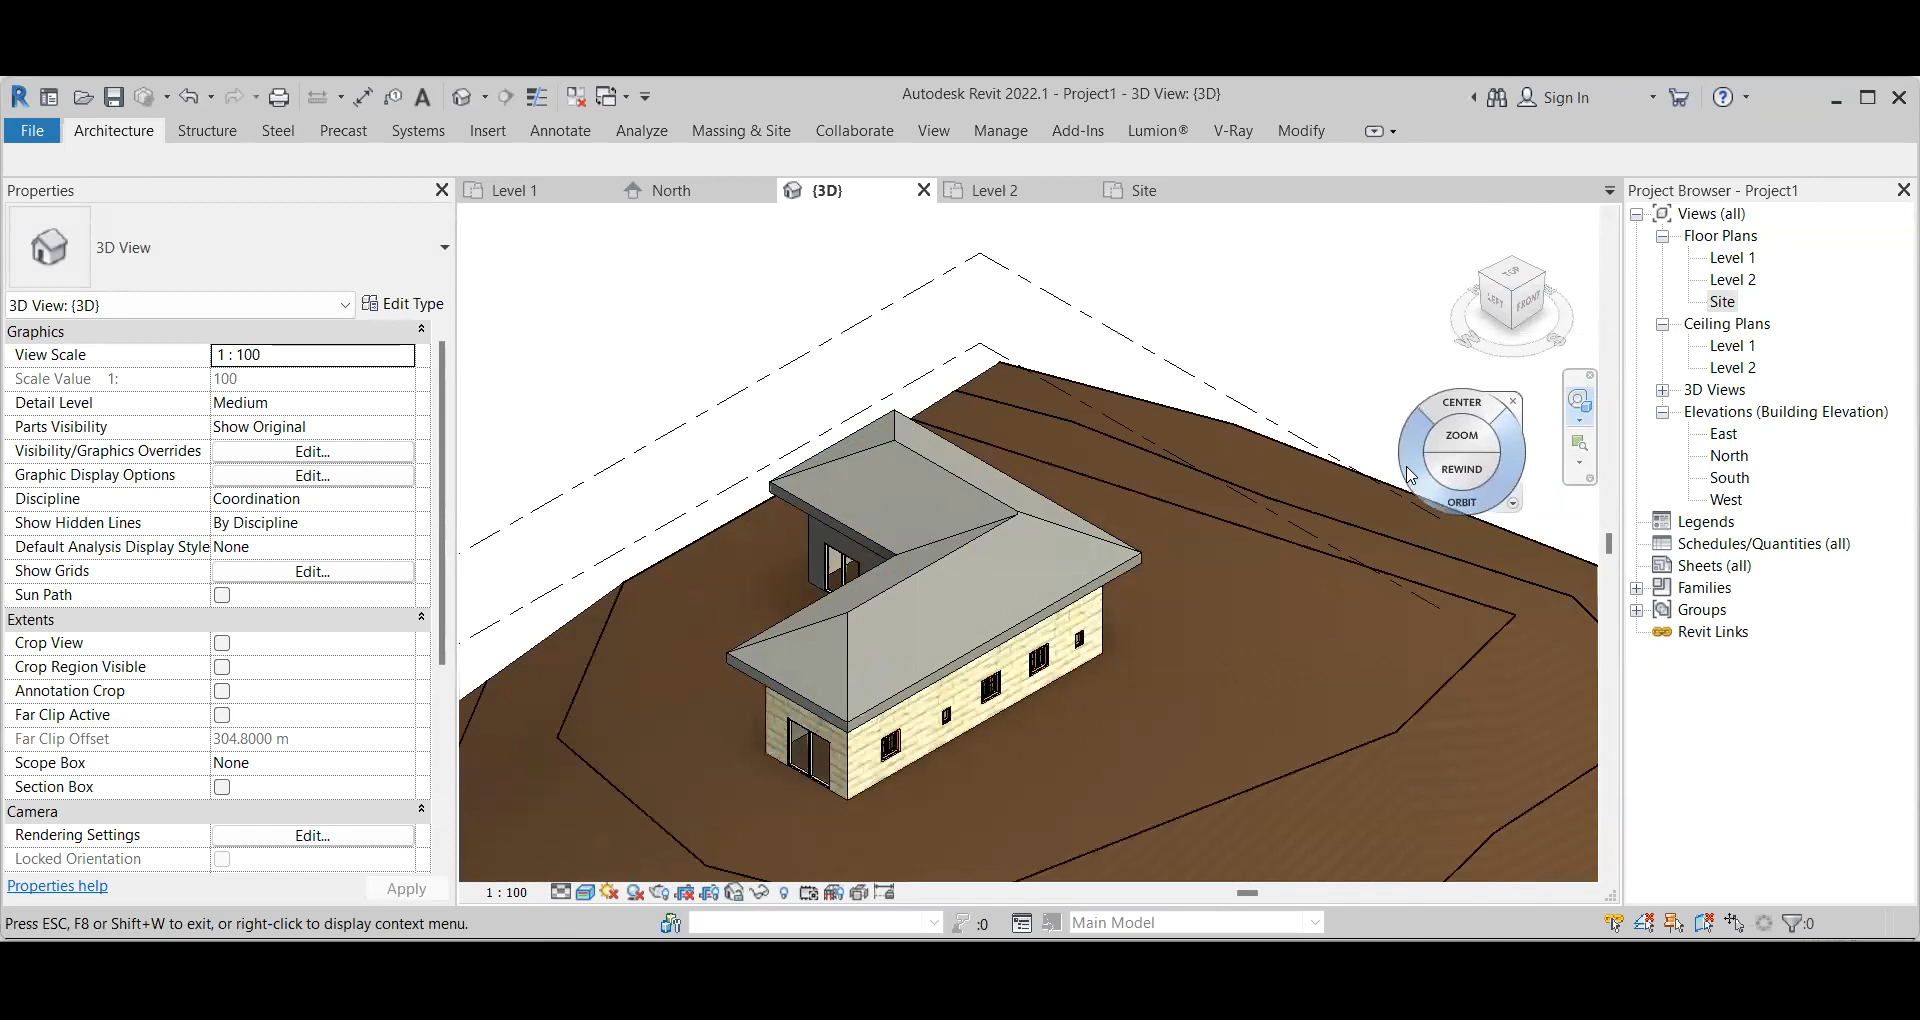 Autodesk Revit 2022.1 - Project1 - 3D View: {3D}
Sign In
File Architecture Structure Steel Precast Systems Insert Annotate Analyze Massing & Site Collaborate View Manage Add-Ins Lumion® V-Ray Modify
Properties
3D View
3D View: {3D}
Edit Type
Graphics
View Scale 1 : 100
Scale Value 1: 100
Detail Level Medium
Parts Visibility Show Original
Visibility/Graphics Overrides Edit...
Graphic Display Options Edit...
Discipline Coordination
Show Hidden Lines By Discipline
Default Analysis Display Style None
Show Grids Edit...
Sun Path
Extents
Crop View
Crop Region Visible
Annotation Crop
Far Clip Active
Far Clip Offset 304.8000 m
Scope Box None
Section Box
Camera
Rendering Settings Edit...
Locked Orientation
Properties help
Apply
Level 1 North {3D} Level 2 Site
TOP
LEFT FRONT
W S
CENTER
ZOOM
REWIND
ORBIT
1 : 100
Project Browser - Project1
Views (all)
Floor Plans
Level 1
Level 2
Site
Ceiling Plans
Level 1
Level 2
3D Views
Elevations (Building Elevation)
East
North
South
West
Legends
Schedules/Quantities (all)
Sheets (all)
Families
Groups
Revit Links
Press ESC, F8 or Shift+W to exit, or right-click to display context menu.
:0
Main Model
:0